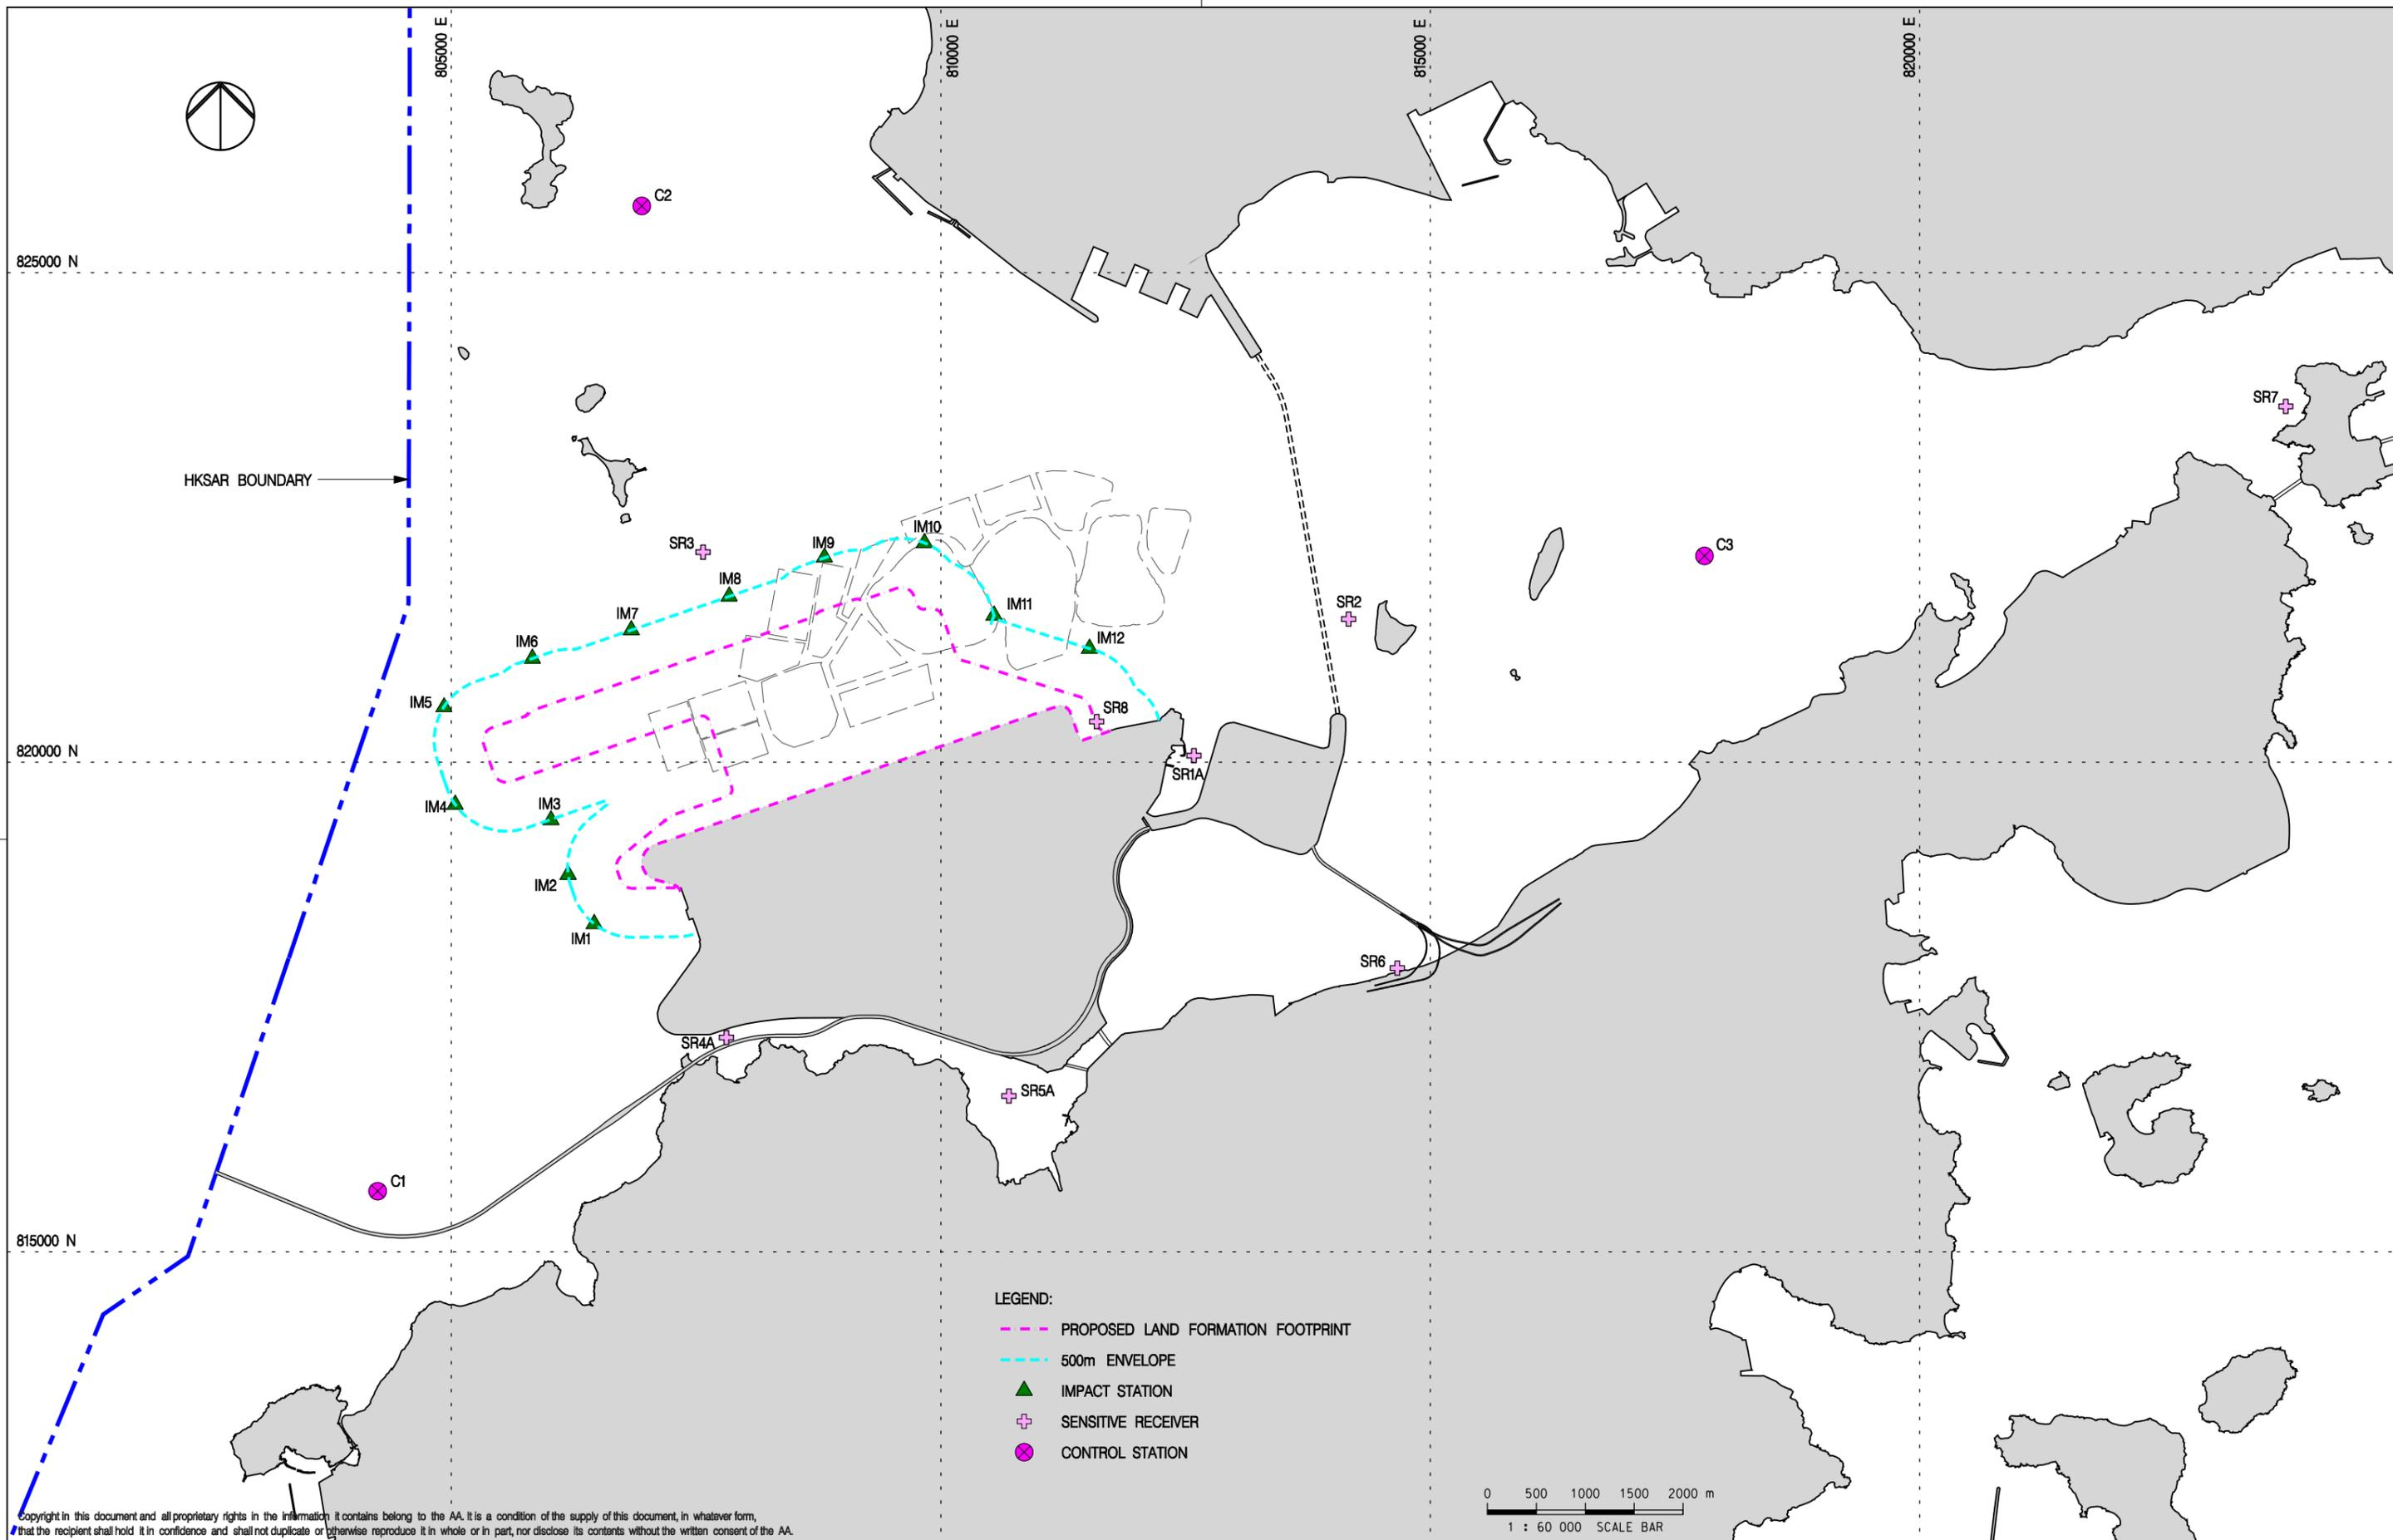 805000 E
810000 E
815000 E
820000 E
C2
825000 N
SR7
HKSAR BOUNDARY
IM10
SR3
IM9
C3
IM8
SR2
IM7
IM11
IM12
IM6
IM5
SR8
820000 N
SR1A
IM4
IM3
IM2
IM1
SR6
SR4A
SR5A
C1
815000 N
LEGEND:
PROPOSED LAND FORMATION FOOTPRINT
500m ENVELOPE
IMPACT STATION
SENSITIVE RECEIVER
CONTROL STATION
0 500 1000 1500 2000 m
1 : 60 000 SCALE BAR
Copyright in this document and all proprietary rights in the information it contains belong to the AA. It is a condition of the supply of this document, in whatever form,
that the recipient shall hold it in confidence and shall not duplicate or otherwise reproduce it in whole or in part, nor disclose its contents without the written consent of the AA.